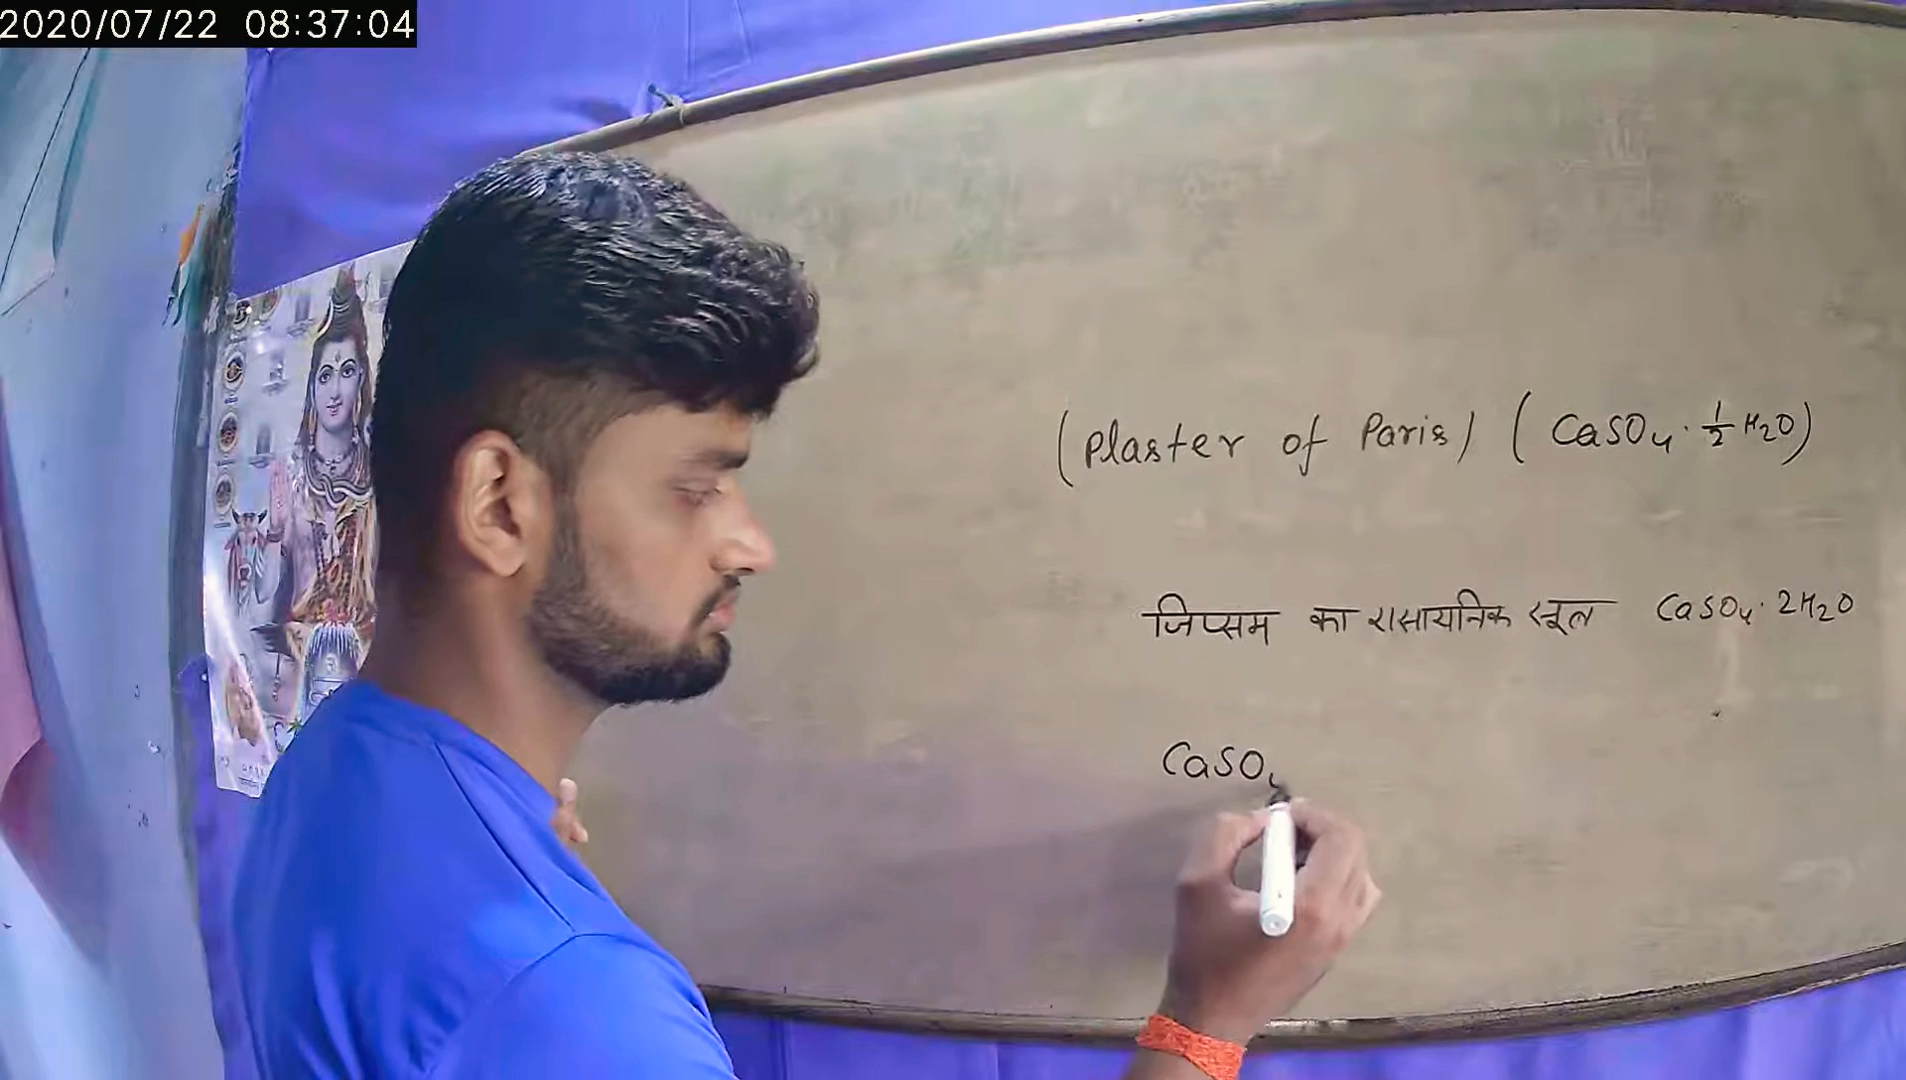 2020/07/22 08:37:04
(Plaster of Paris) (CaSO₄·½H₂O)
जिप्सम का रासायनिक सूत्र CaSO₄·2H₂O
CaSO₄